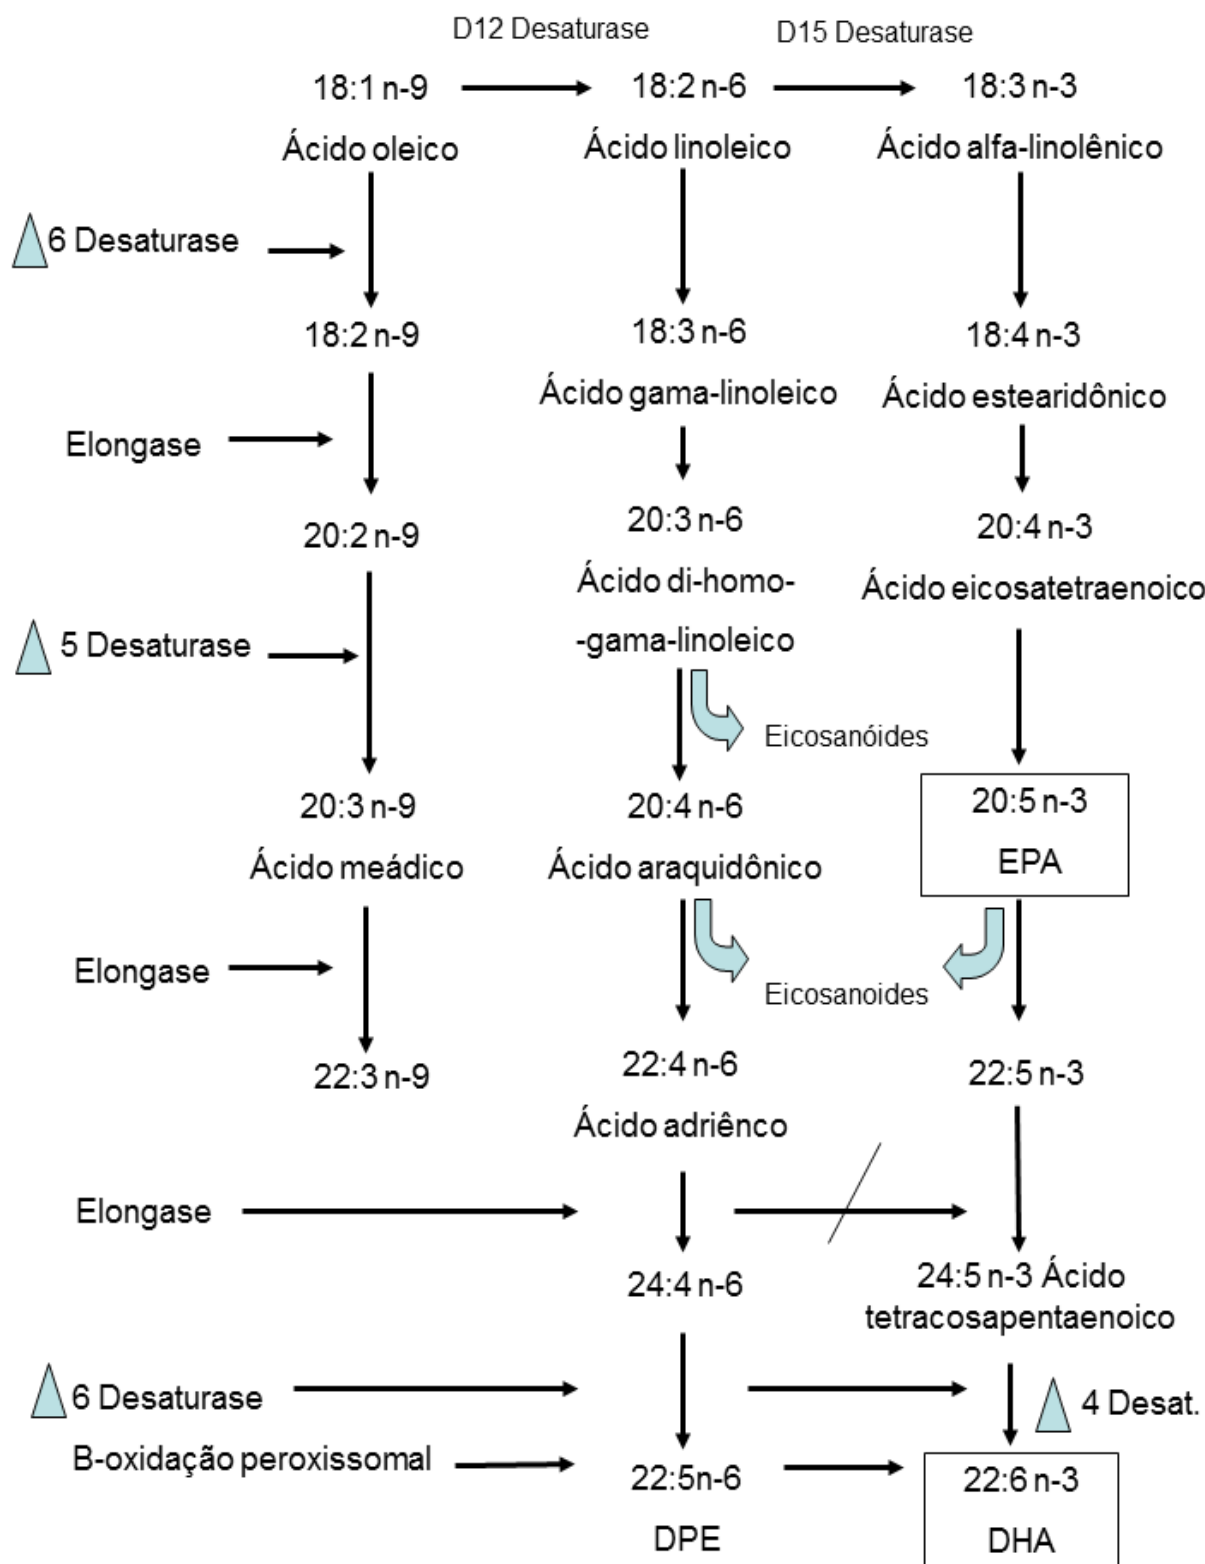 D12 Desaturase D15 Desaturase
18:1 n-9 18:2 n-6 18:3 n-3
Ácido oleico Ácido linoleico Ácido alfa-linolênico
6 Desaturase
18:2 n-9 18:3 n-6 18:4 n-3
Ácido gama-linoleico Ácido estearidônico
Elongase
20:2 n-9 20:3 n-6 20:4 n-3
Ácido di-homo- Ácido eicosatetraenoico
5 Desaturase -gama-linoleico
Eicosanóides
20:3 n-9 20:4 n-6 20:5 n-3
Ácido meádico Ácido araquidônico EPA
Elongase Eicosanoides
22:3 n-9 22:4 n-6 22:5 n-3
Ácido adriênco
Elongase
24:4 n-6 24:5 n-3 Ácido
tetracosapentaenoico
6 Desaturase 4 Desat.
B-oxidação peroxissomal
22:5n-6 22:6 n-3
DPE DHA